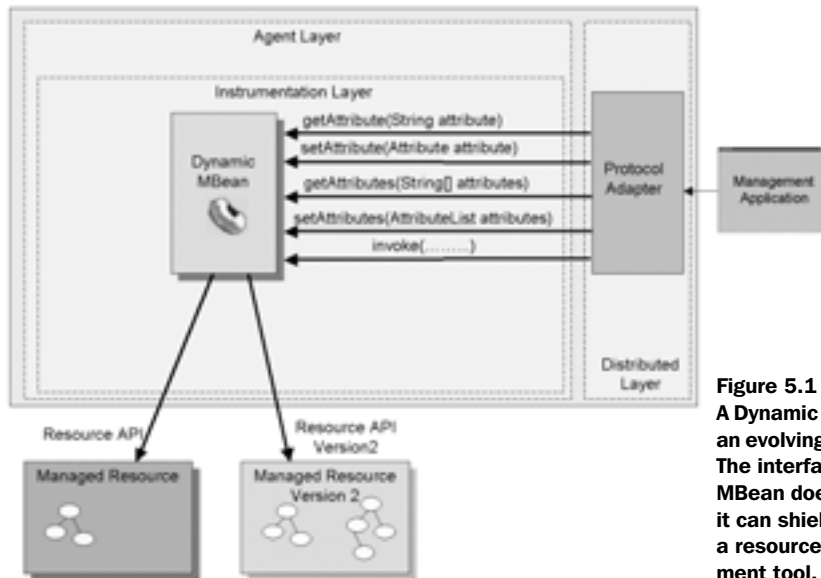 Agent Layer
Instrumentation Layer
getAttribute(String attribute)
setAttribute(Attribute attribute)
getAttributes(String[] attributes)
setAttributes(AttributeList attributes)
invoke(........)
Dynamic
MBean
Protocol
Adapter
Management
Application
Distributed
Layer
Resource API
Resource API
Version2
Managed Resource
Managed Resource
Version 2
Figure 5.1
A Dynamic
an evolving
The interfa
MBean doe
it can shiel
a resource
ment tool.